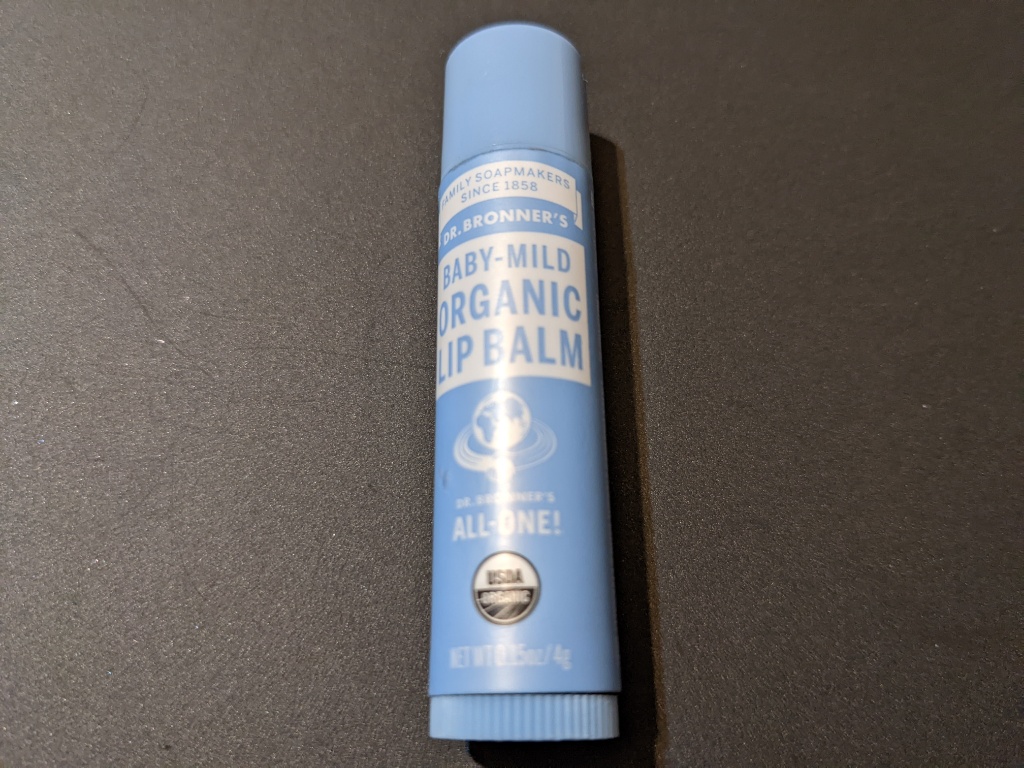 FAMILY SOAPMAKERS
SINCE 1858
DR. BRONNER'S
BABY-MILD
ORGANIC
LIP BALM
DR. BRONNER'S
ALL-ONE!
USDA
ORGANIC
NET WT 0.15oz/4g